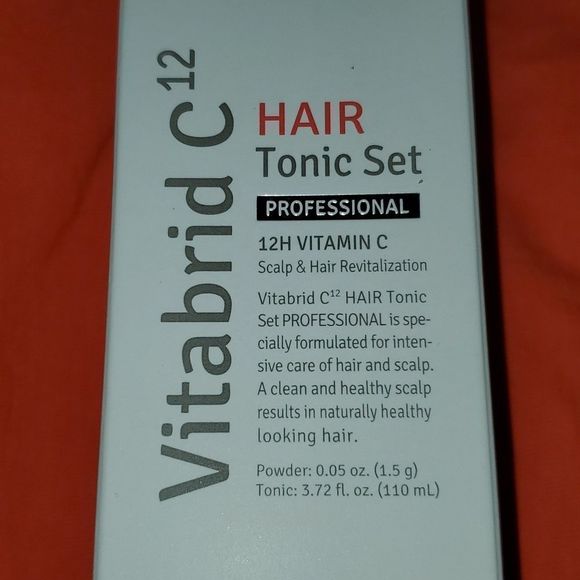 Vitabrid C¹²
HAIR
Tonic Set
PROFESSIONAL
12H VITAMIN C
Scalp & Hair Revitalization
Vitabrid C¹² HAIR Tonic
Set PROFESSIONAL is spe-
cially formulated for inten-
sive care of hair and scalp.
A clean and healthy scalp
results in naturally healthy
looking hair.
Powder: 0.05 oz. (1.5 g)
Tonic: 3.72 fl. oz. (110 mL)